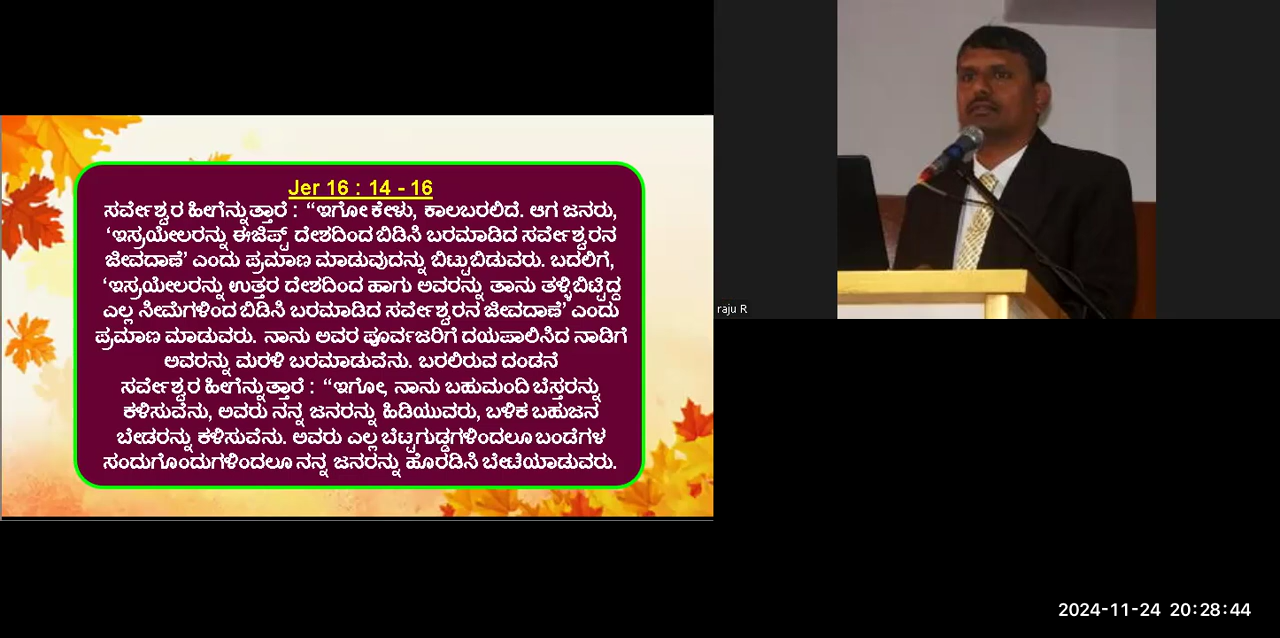 Jer 16 : 14 - 16
ಸರ್ವೇಶ್ವರ ಹೀಗೆನ್ನುತ್ತಾರೆ : “ಇಗೋ ಕೇಳು, ಕಾಲಬರಲಿದೆ. ಆಗ ಜನರು,
‘ಇಸ್ರಯೇಲರನ್ನು ಈಜಿಪ್ಟ್ ದೇಶದಿಂದ ಬಿಡಿಸಿ ಬರಮಾಡಿದ ಸರ್ವೇಶ್ವರನ
ಜೀವದಾಣೆ’ ಎಂದು ಪ್ರಮಾಣ ಮಾಡುವುದನ್ನು ಬಿಟ್ಟುಬಿಡುವರು. ಬದಲಿಗೆ,
‘ಇಸ್ರಯೇಲರನ್ನು ಉತ್ತರ ದೇಶದಿಂದ ಹಾಗು ಅವರನ್ನು ತಾನು ತಳ್ಳಿಬಿಟ್ಟಿದ್ದ
ಎಲ್ಲ ಸೀಮೆಗಳಿಂದ ಬಿಡಿಸಿ ಬರಮಾಡಿದ ಸರ್ವೇಶ್ವರನ ಜೀವದಾಣೆ’ ಎಂದು
ಪ್ರಮಾಣ ಮಾಡುವರು. ನಾನು ಅವರ ಪೂರ್ವಜರಿಗೆ ದಯಪಾಲಿಸಿದ ನಾಡಿಗೆ
ಅವರನ್ನು ಮರಳಿ ಬರಮಾಡುವೆನು. ಬರಲಿರುವ ದಂಡನೆ
ಸರ್ವೇಶ್ವರ ಹೀಗೆನ್ನುತ್ತಾರೆ : “ಇಗೋ, ನಾನು ಬಹುಮಂದಿ ಬೆಸ್ತರನ್ನು
ಕಳಿಸುವೆನು, ಅವರು ನನ್ನ ಜನರನ್ನು ಹಿಡಿಯುವರು, ಬಳಿಕ ಬಹುಜನ
ಬೇಡರನ್ನು ಕಳಿಸುವೆನು. ಅವರು ಎಲ್ಲ ಬೆಟ್ಟಗುಡ್ಡಗಳಿಂದಲೂ ಬಂಡೆಗಳ
ಸಂದುಗೊಂದುಗಳಿಂದಲೂ ನನ್ನ ಜನರನ್ನು ಹೊರಡಿಸಿ ಬೇಟೆಯಾಡುವರು.
raju R
2024-11-24 20:28:44